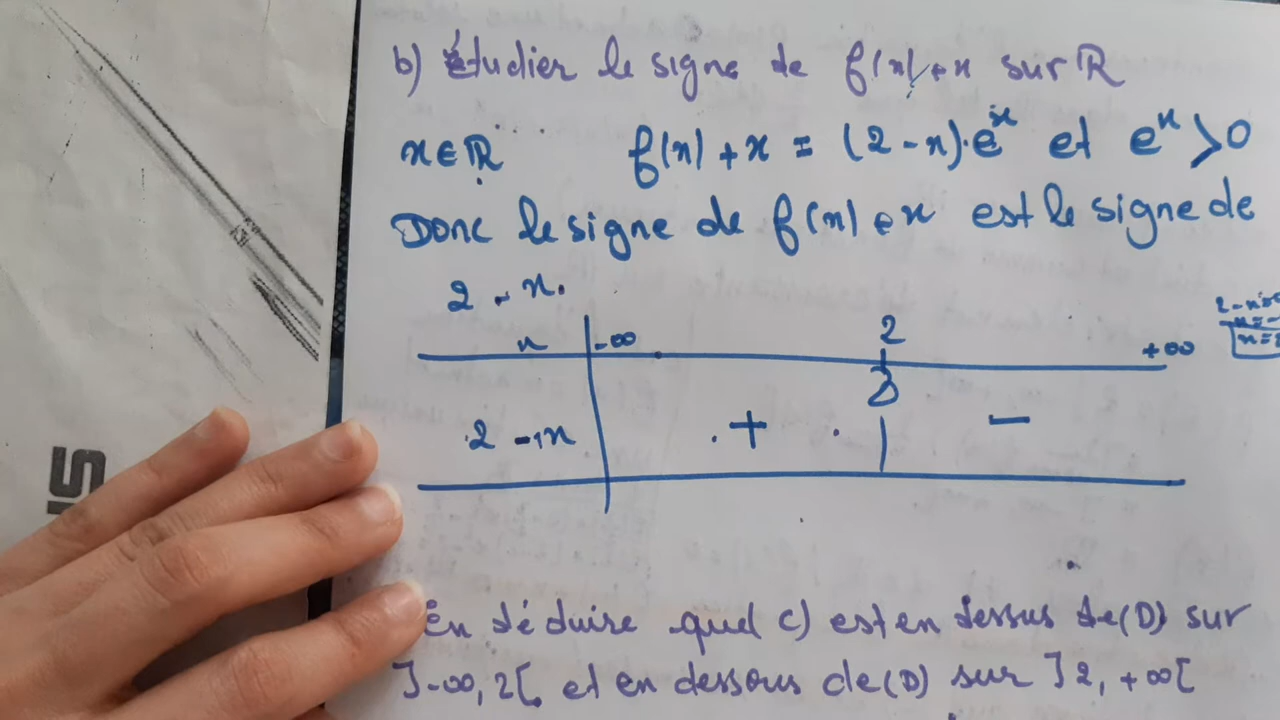 b) étudier le signe de f(x)+x sur ℝ
x∈ℝ f(x)+x = (2-x).eˣ et eˣ>0
Donc le signe de f(x)+x est le signe de
2-x.
x -∞ 2 +∞
2-x + 0 -
En déduire que (C) est en dessus de (D) sur
]-∞, 2[ et en dessous de (D) sur ]2, +∞[